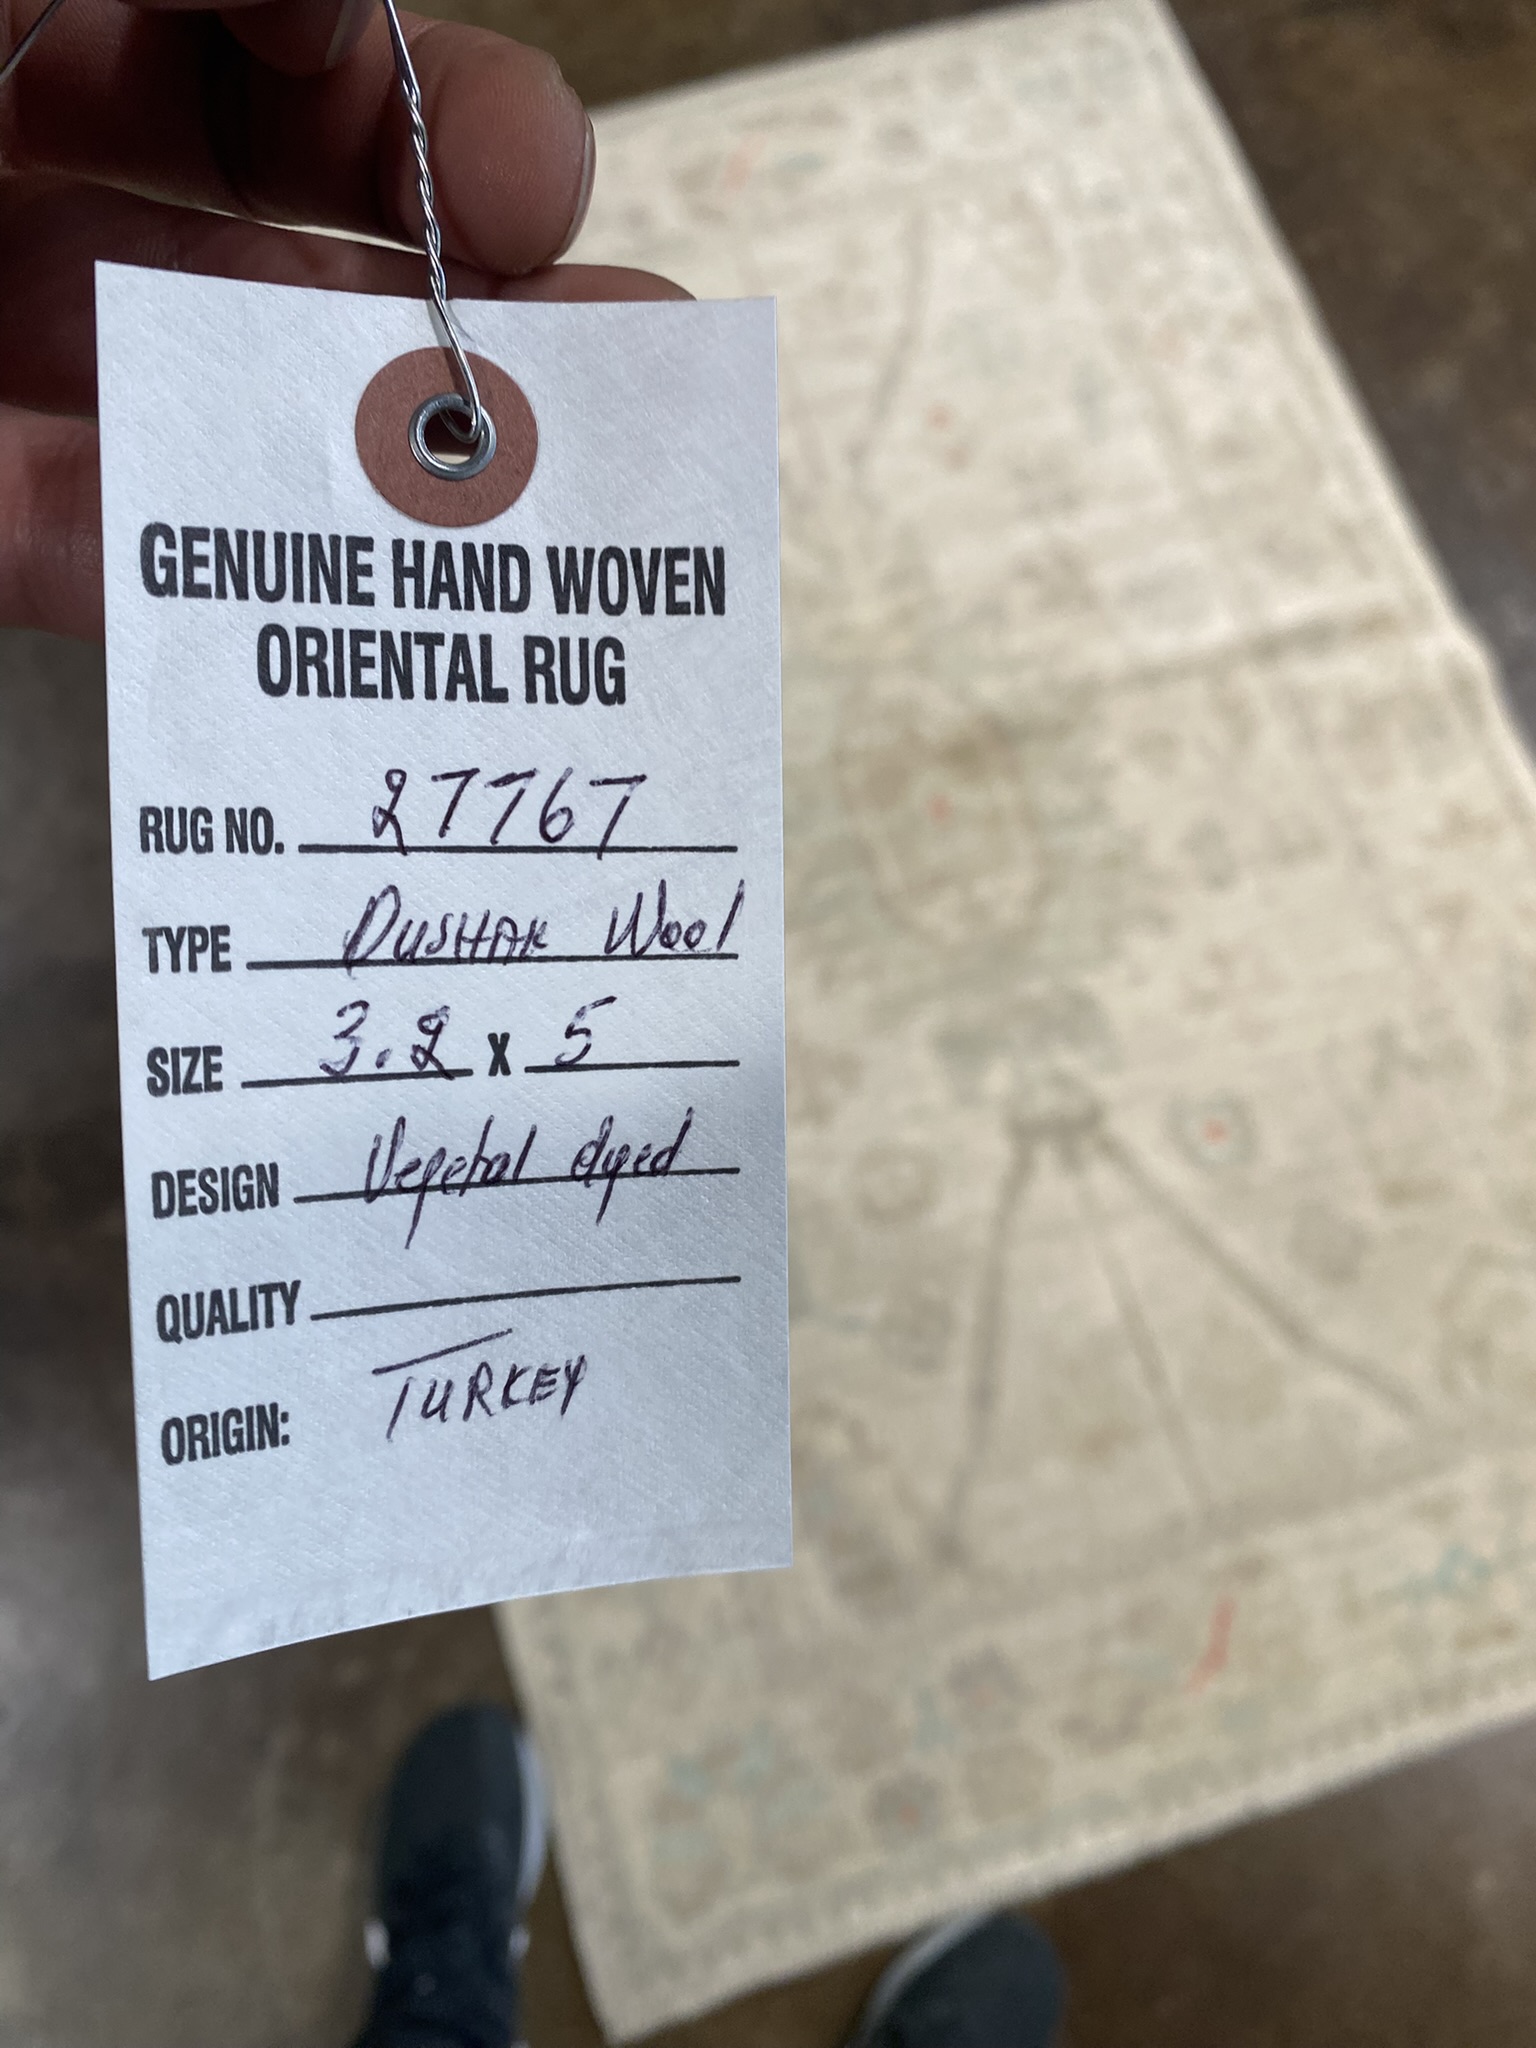 GENUINE HAND WOVEN
ORIENTAL RUG
RUG NO. 27767
TYPE DUSHAK Wool
SIZE 3.2 X 5
DESIGN Vegetal dyed
QUALITY
ORIGIN: TURKEY